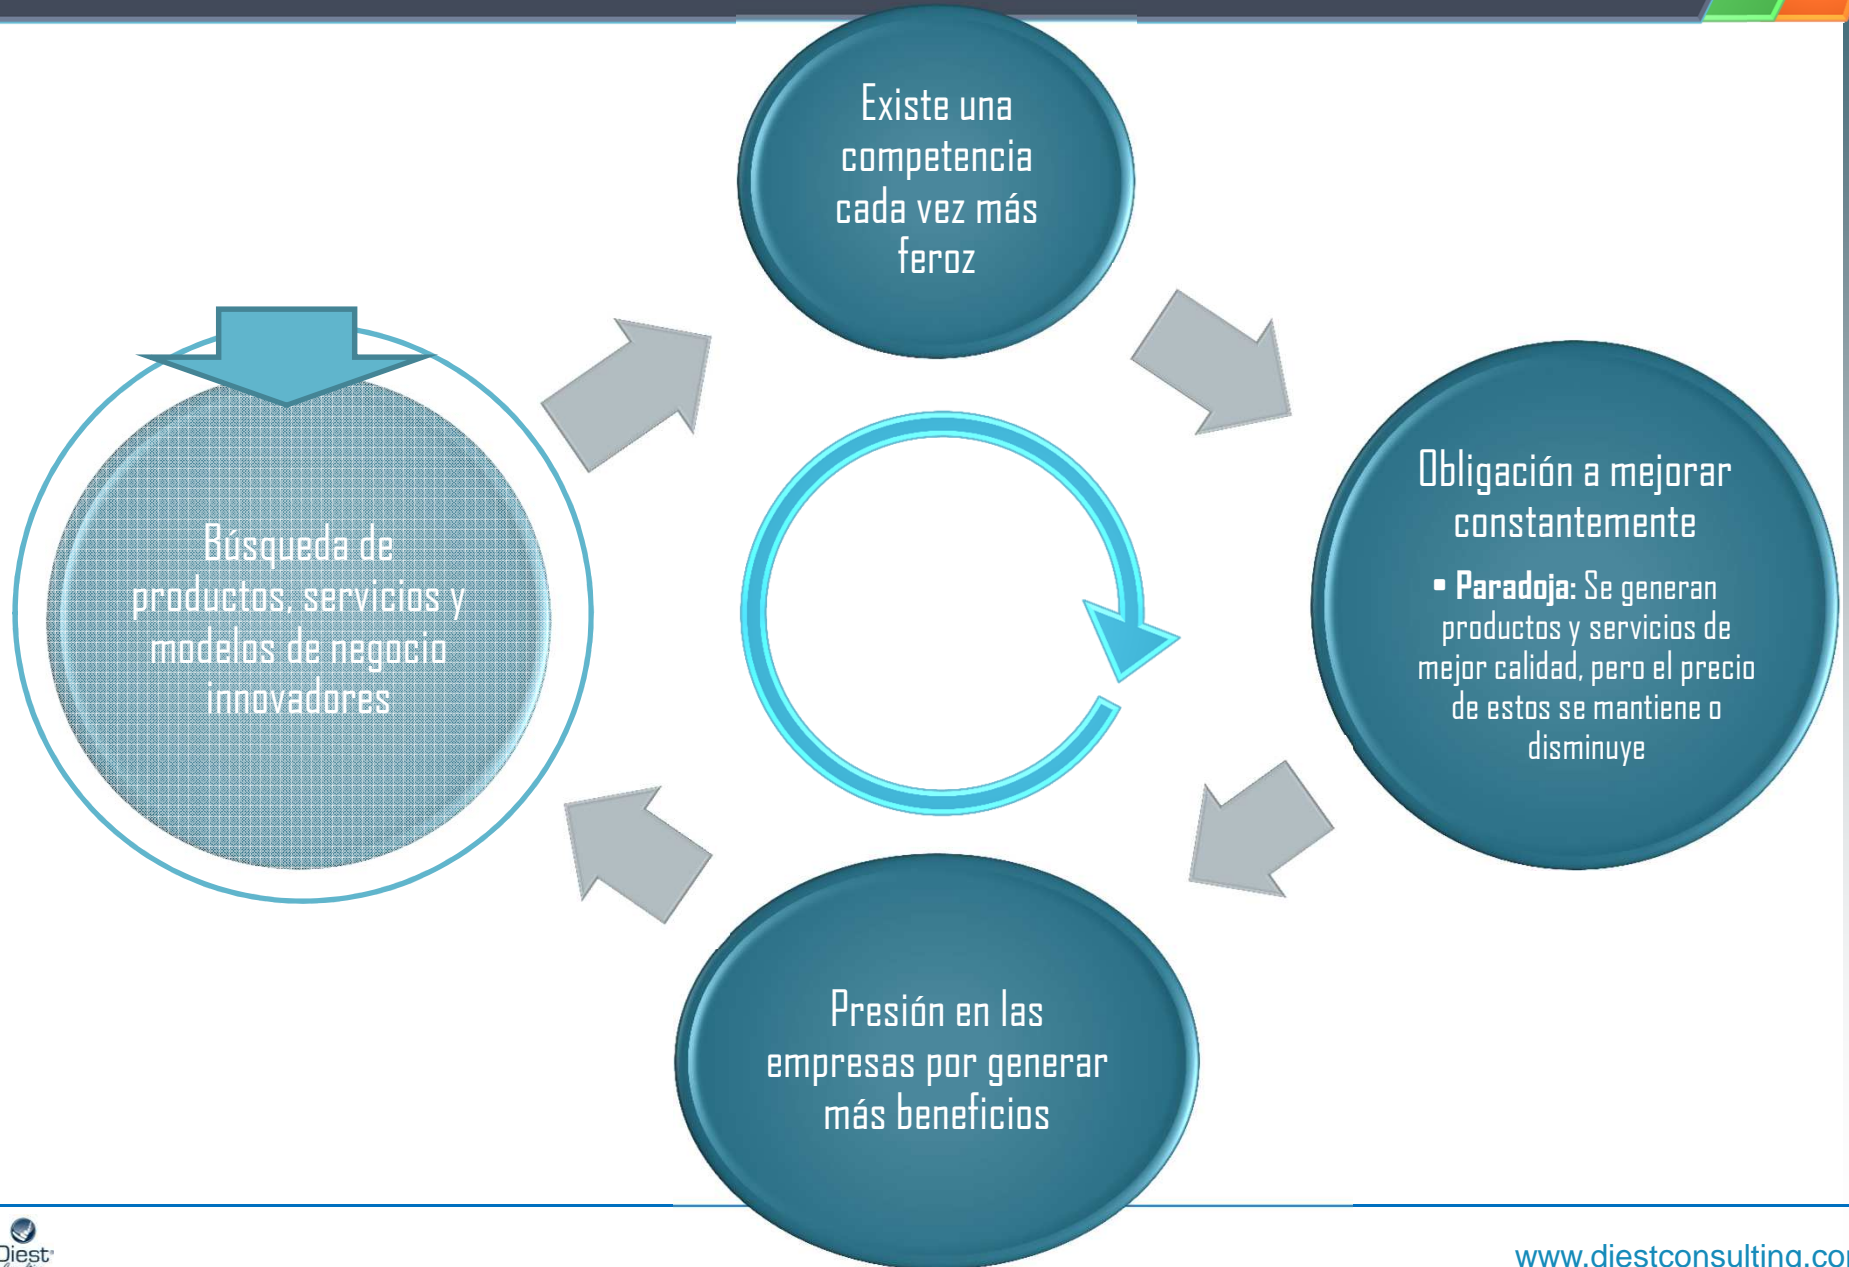 Existe una
competencia
cada vez más
feroz
Obligación a mejorar
constantemente
▪ Paradoja: Se generan
productos y servicios de
mejor calidad, pero el precio
de estos se mantiene o
disminuye
Presión en las
empresas por generar
más beneficios
Búsqueda de
productos, servicios y
modelos de negocio
innovadores
Diest
www.diestconsulting.co